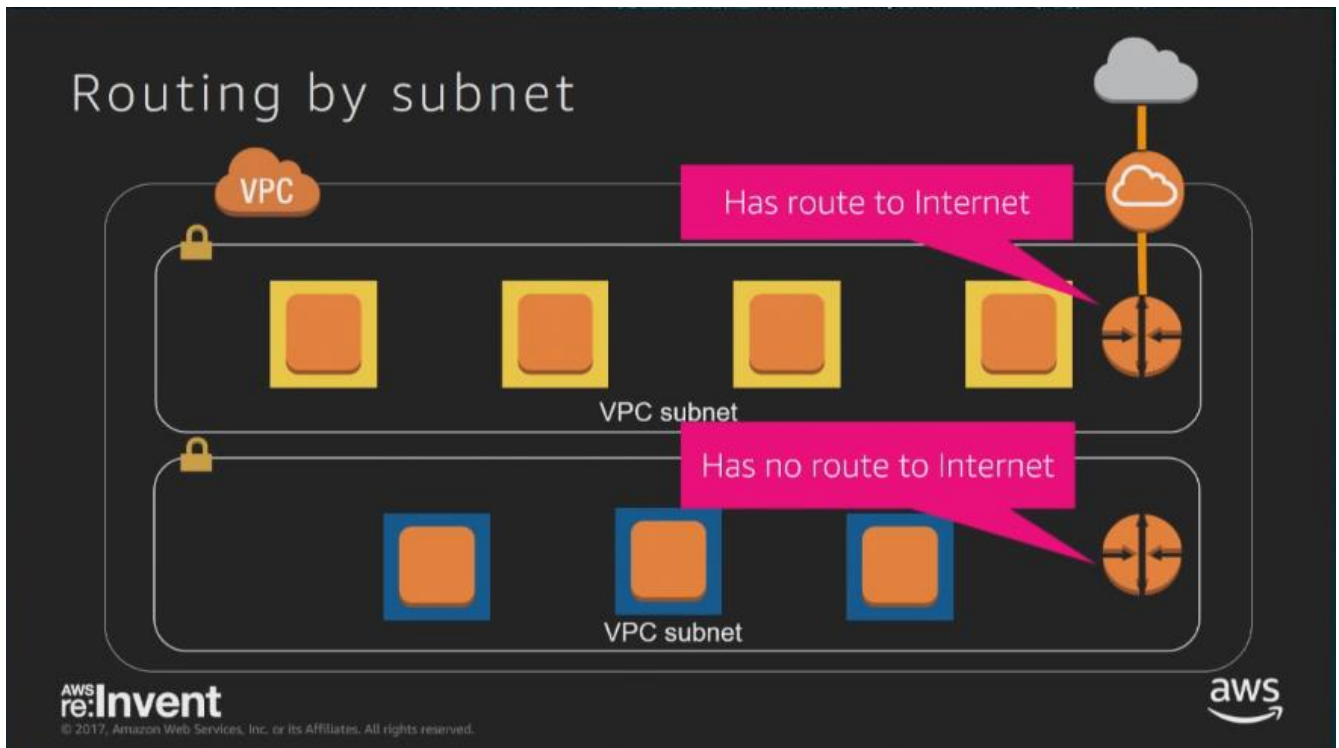 Routing by subnet
VPC
Has route to Internet
VPC subnet
Has no route to Internet
VPC subnet
AWS
re:Invent
© 2017, Amazon Web Services, Inc. or its Affiliates. All rights reserved.
aws